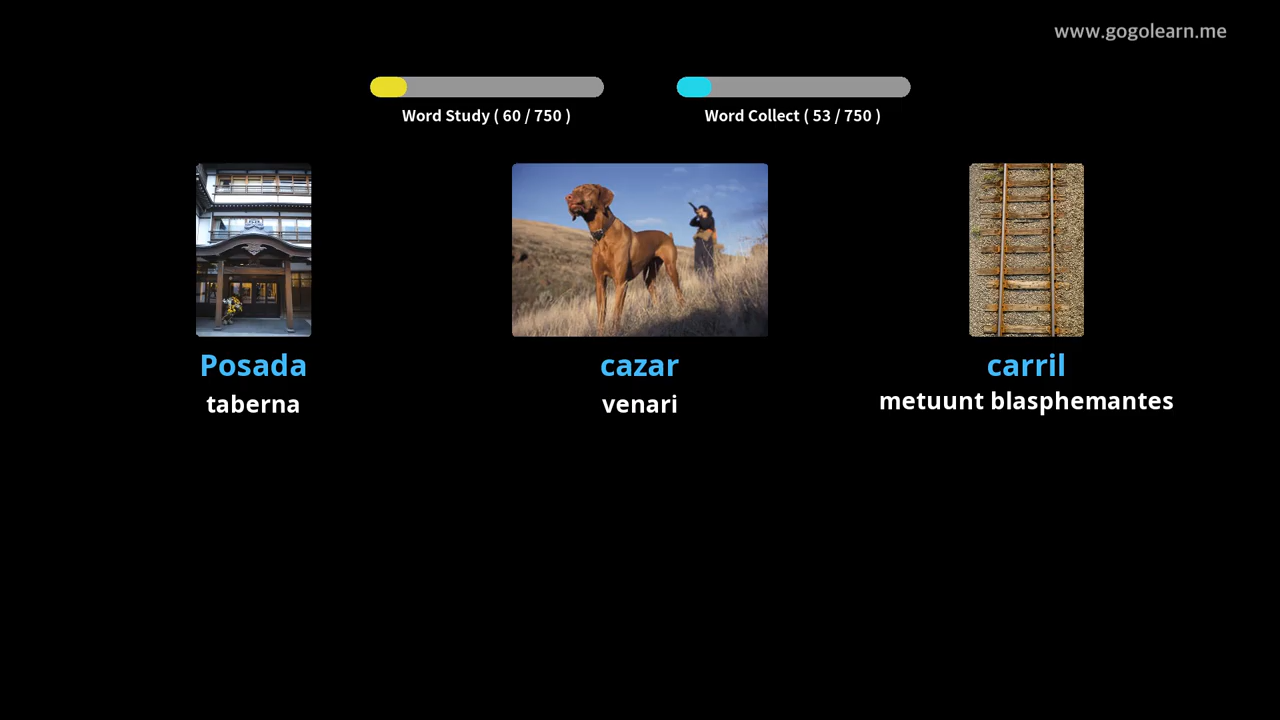 www.gogolearn.me
Word Study ( 60 / 750 )
Word Collect ( 53 / 750 )
Posada
cazar
carril
taberna
venari
metuunt blasphemantes